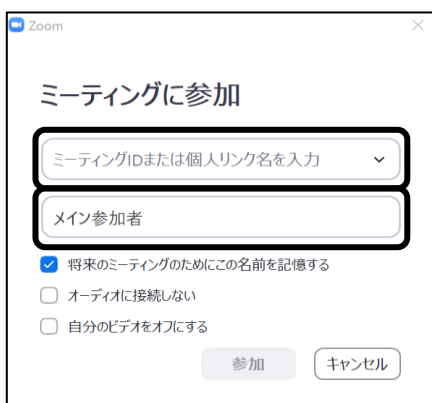 Zoom
ミーティングに参加
ミーティングIDまたは個人リンク名を入力
メイン参加者
将来のミーティングのためにこの名前を記憶する
オーディオに接続しない
自分のビデオをオフにする
参加 キャンセル